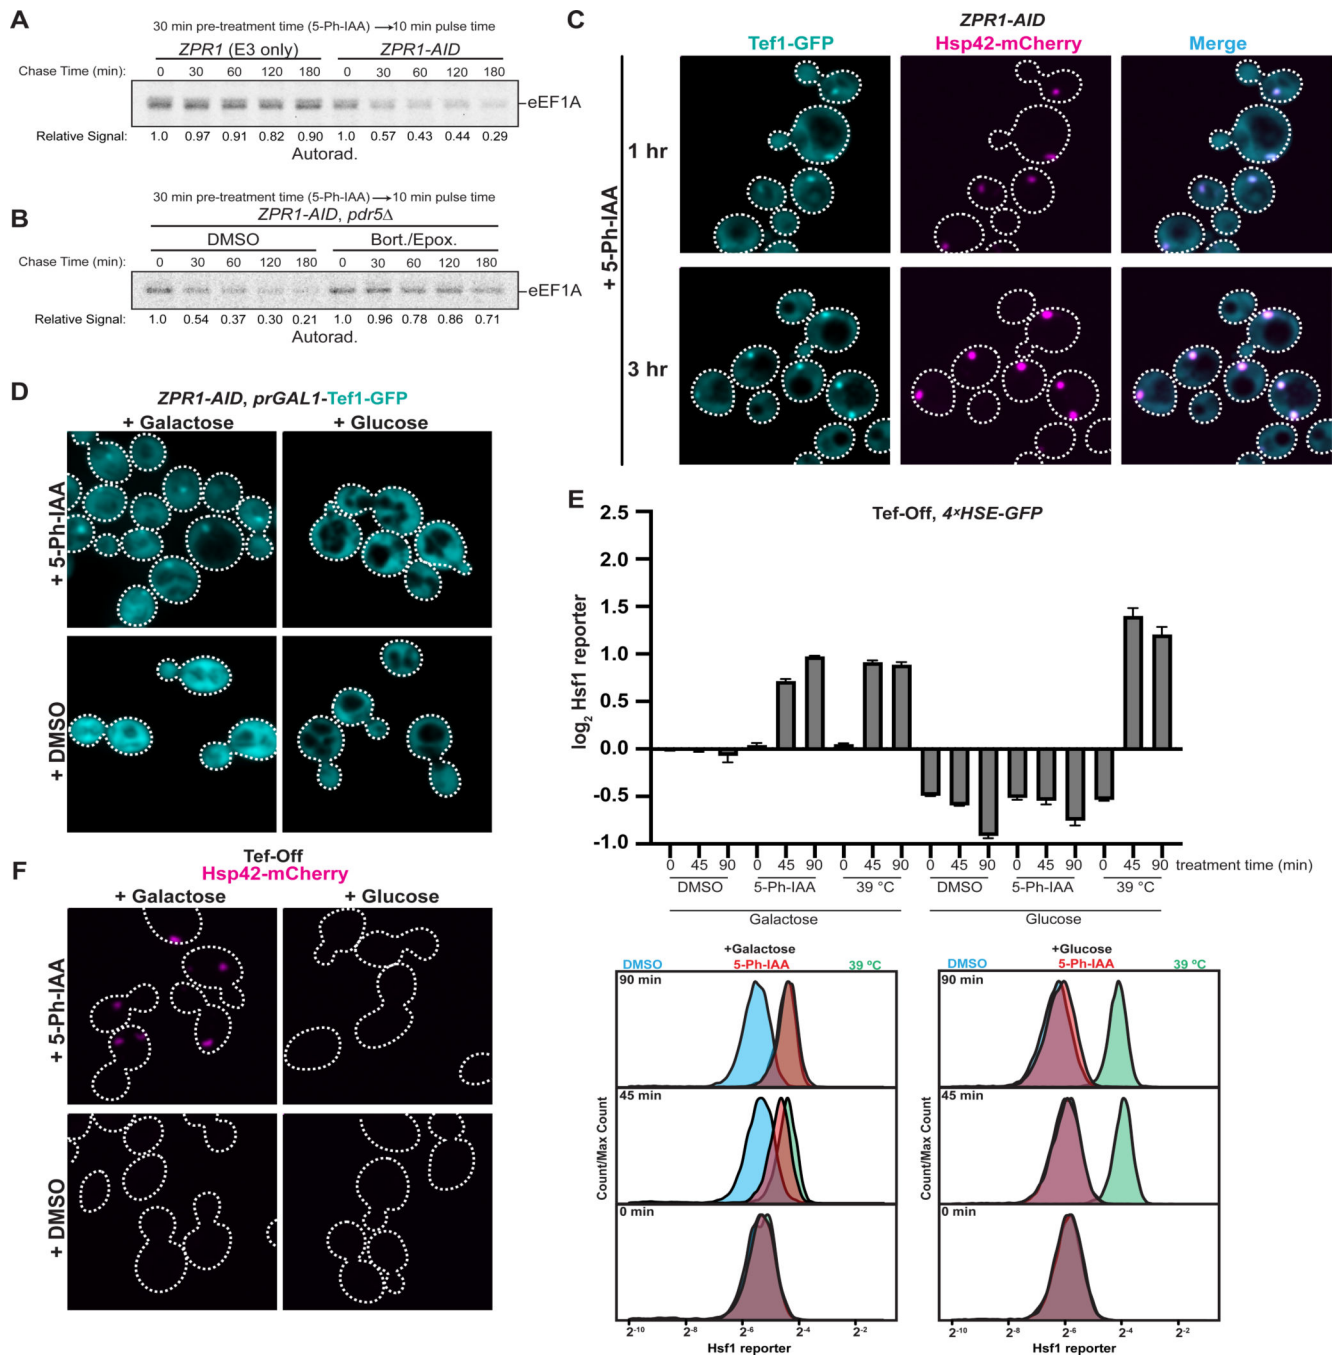 A
30 min pre-treatment time (5-Ph-IAA) → 10 min pulse time
ZPR1 (E3 only) ZPR1-AID
Chase Time (min): 0 30 60 120 180 0 30 60 120 180
eEF1A
Relative Signal: 1.0 0.97 0.91 0.82 0.90 1.0 0.57 0.43 0.44 0.29
Autorad.
B
30 min pre-treatment time (5-Ph-IAA) → 10 min pulse time
ZPR1-AID, pdr5Δ
DMSO Bort./Epox.
Chase Time (min): 0 30 60 120 180 0 30 60 120 180
eEF1A
Relative Signal: 1.0 0.54 0.37 0.30 0.21 1.0 0.96 0.78 0.86 0.71
Autorad.
C
ZPR1-AID
Tef1-GFP Hsp42-mCherry Merge
+ 5-Ph-IAA
1 hr
3 hr
D
ZPR1-AID, prGAL1-Tef1-GFP
+ Galactose + Glucose
+ 5-Ph-IAA
+ DMSO
E
Tef-Off, 4xHSE-GFP
log2 Hsf1 reporter
2.5
2.0
1.5
1.0
0.5
0.0
-0.5
-1.0
0 45 90 0 45 90 0 45 90 0 45 90 0 45 90 0 45 90 treatment time (min)
DMSO 5-Ph-IAA 39 °C DMSO 5-Ph-IAA 39 °C
Galactose Glucose
+Galactose
DMSO 5-Ph-IAA 39 ºC
90 min
45 min
0 min
Count/Max Count
2-10 2-8 2-6 2-4 2-2
Hsf1 reporter
+Glucose
DMSO 5-Ph-IAA 39 ºC
90 min
45 min
0 min
Count/Max Count
2-10 2-8 2-6 2-4 2-2
Hsf1 reporter
F
Tef-Off
Hsp42-mCherry
+ Galactose + Glucose
+ 5-Ph-IAA
+ DMSO